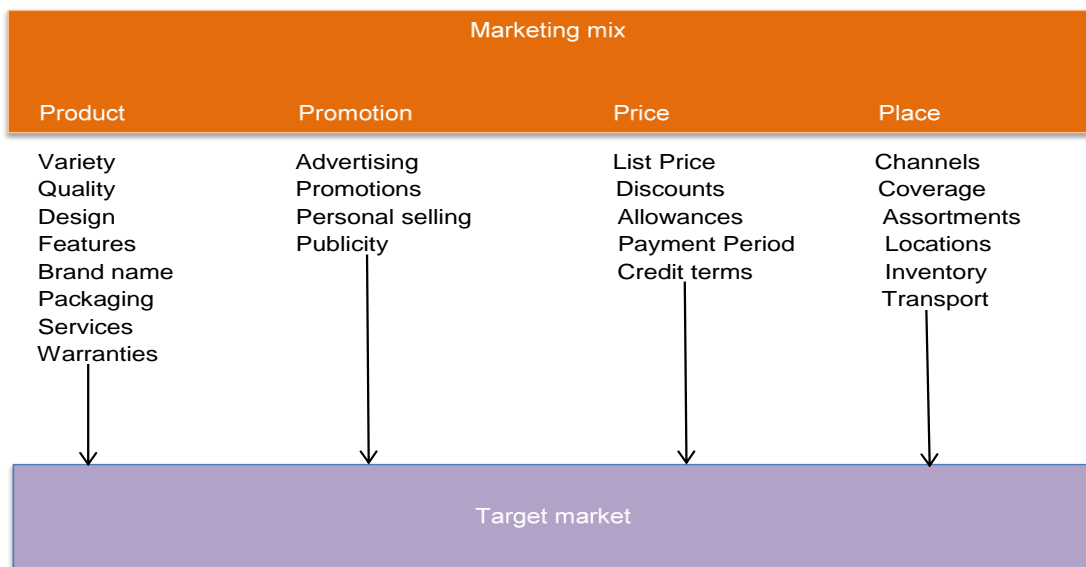 Marketing mix
Product Promotion Price Place
Variety
Quality
Design
Features
Brand name
Packaging
Services
Warranties
Advertising
Promotions
Personal selling
Publicity
List Price
Discounts
Allowances
Payment Period
Credit terms
Channels
Coverage
Assortments
Locations
Inventory
Transport
Target market